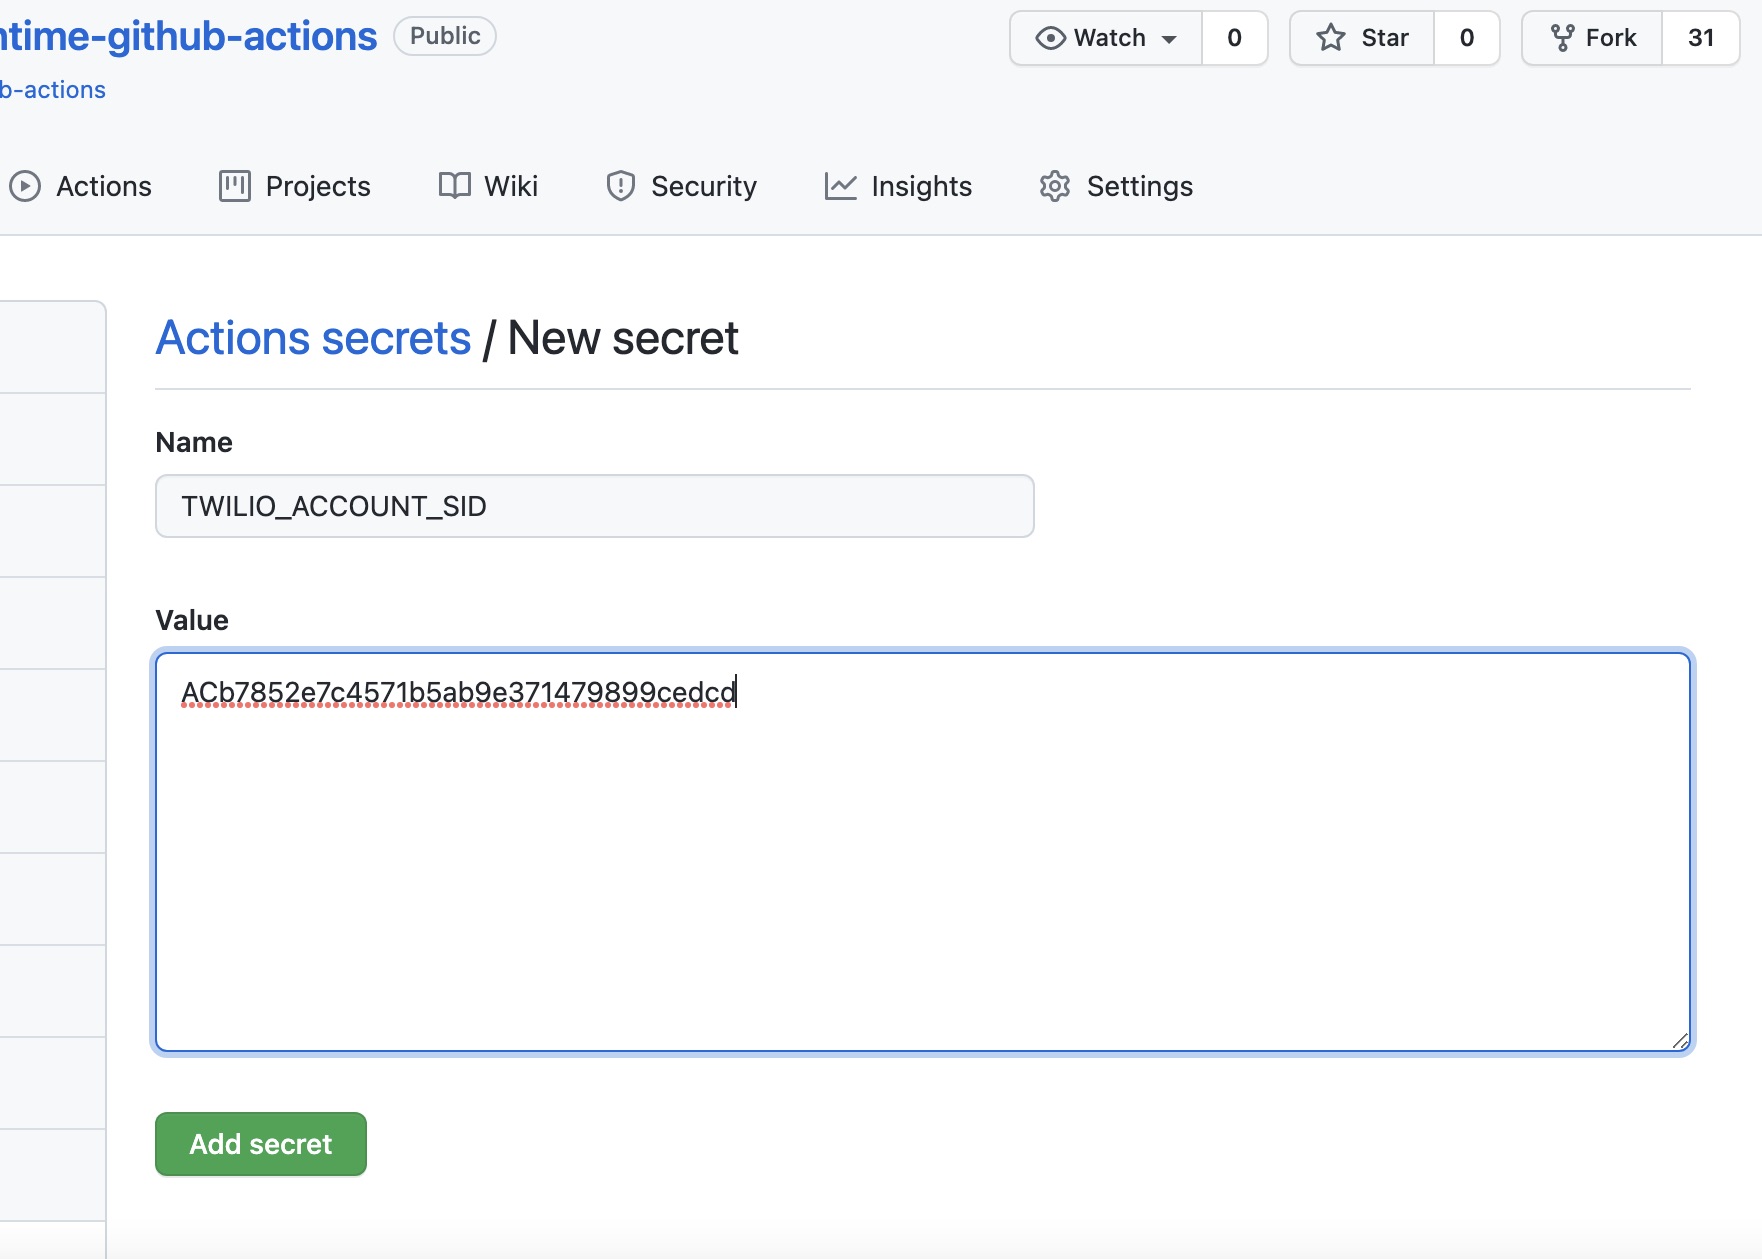 ntime-github-actions Public Watch 0 Star 0 Fork 31
b-actions
Actions Projects Wiki Security Insights Settings
Actions secrets / New secret
Name
TWILIO_ACCOUNT_SID
Value
ACb7852e7c4571b5ab9e371479899cedcd
Add secret